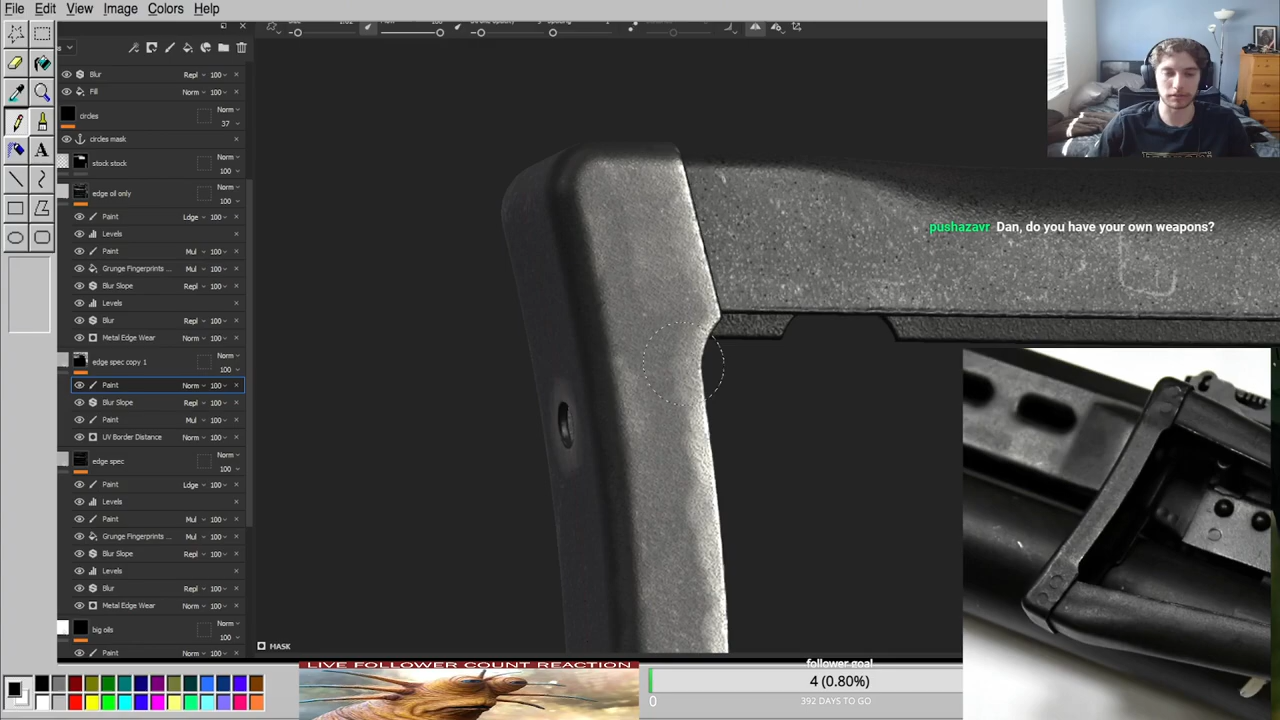 File Edit View Image Colors Help
Blur Repl 100
Fill Norm 100
circles Norm 37
circles mask
stock stock Norm 100
edge oil only Norm 100
Paint Ldge 100
Levels
Paint Mul 100
Grunge Fingerprints ... Mul 100
Blur Slope Repl 100
Levels
Blur Repl 100
Metal Edge Wear Norm 100
edge spec copy 1 Norm 100
Paint Norm 100
Blur Slope Repl 100
Paint Mul 100
UV Border Distance Norm 100
edge spec Norm 100
Paint Ldge 100
Levels
Paint Mul 100
Grunge Fingerprints ... Mul 100
Blur Slope Repl 100
Levels
Blur Repl 100
Metal Edge Wear Norm 100
big oils Norm 100
Paint Mul 100
pushazavr Dan, do you have your own weapons?
MASK
LIVE FOLLOWER COUNT REACTION
follower goal
4 (0.80%)
0
392 DAYS TO GO